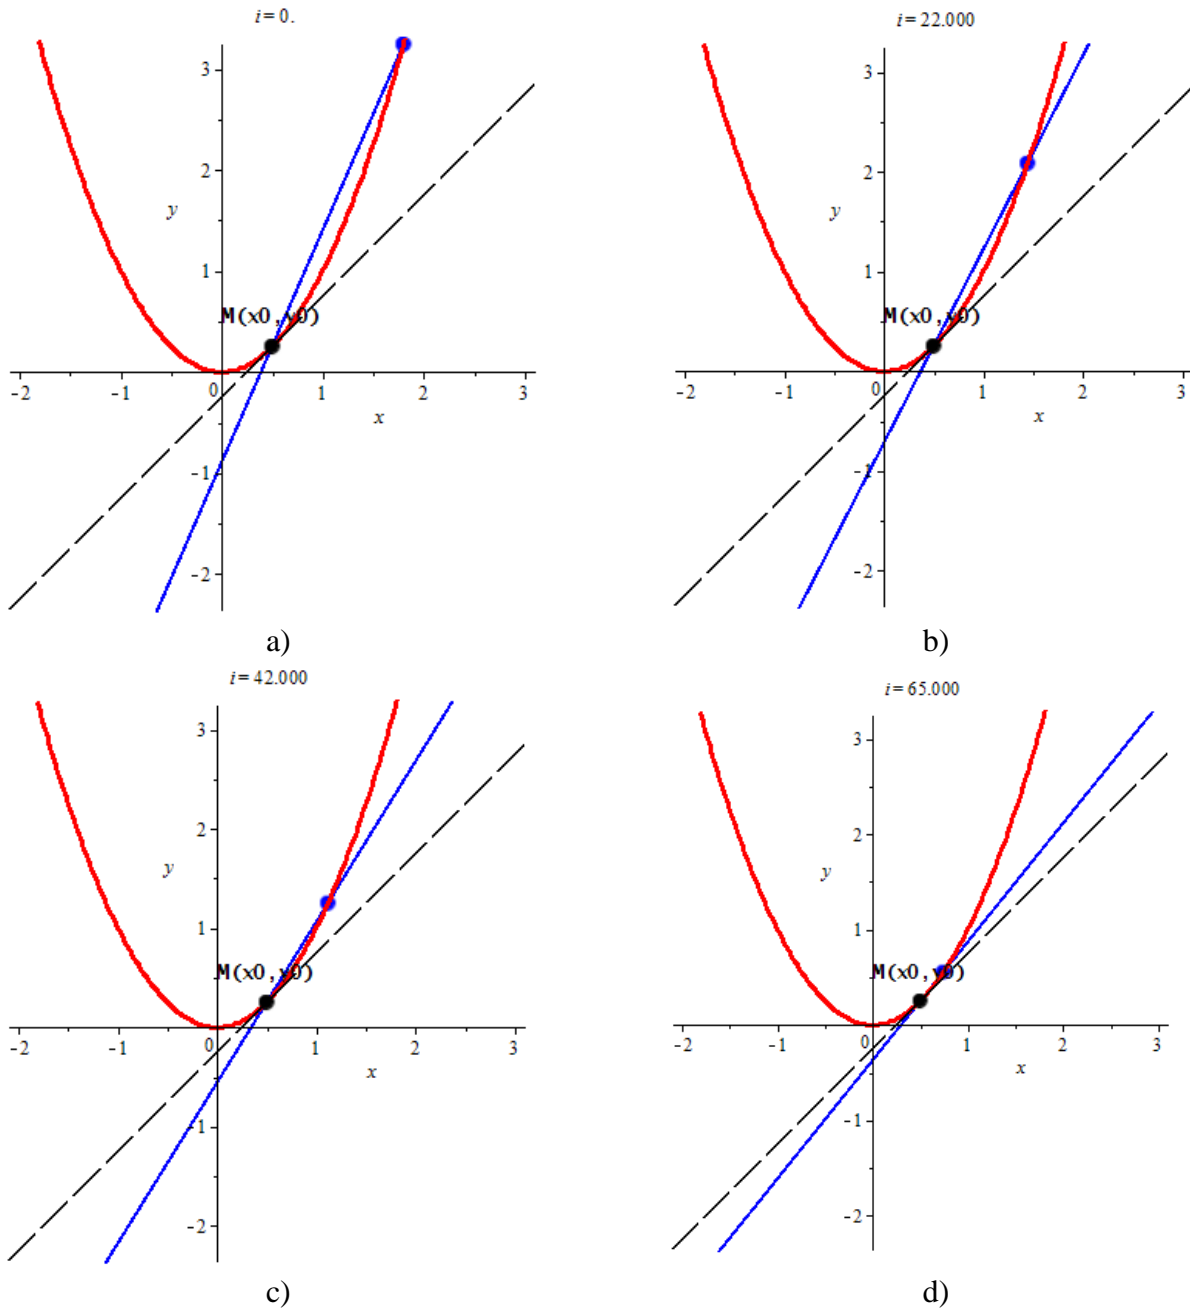 i = 0.
3
2
y
1
M(x0,y0)
-2
-1
0
1
2
3
x
-1
-2
a)
i = 22.000
3
2
y
1
M(x0,y0)
-2
-1
0
1
2
3
x
-1
-2
b)
i = 42.000
3
2
y
1
M(x0,y0)
-2
-1
0
1
2
3
x
-1
-2
c)
i = 65.000
3
2
y
1
M(x0,y0)
-2
-1
0
1
2
3
x
-1
-2
d)